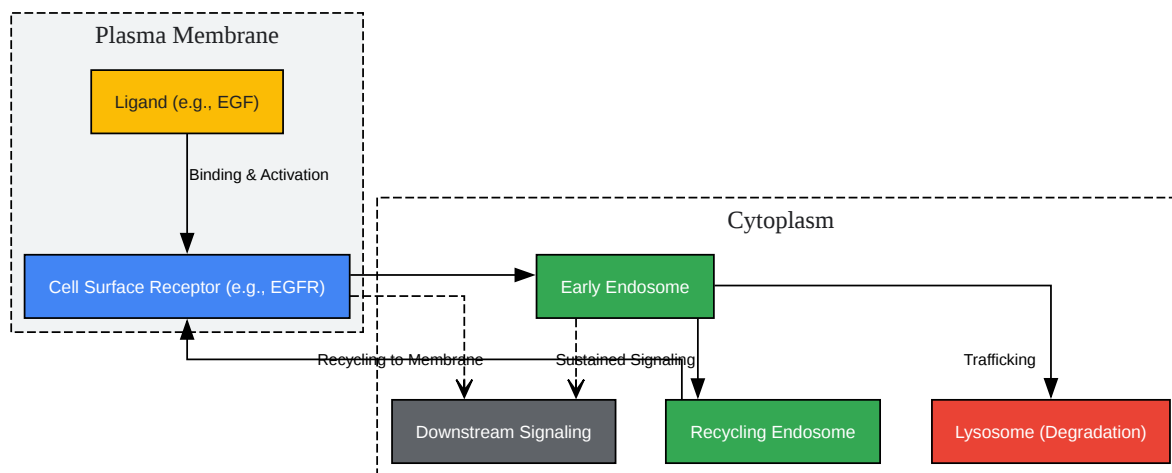 Plasma Membrane
Ligand (e.g., EGF)
Binding & Activation
Cytoplasm
Cell Surface Receptor (e.g., EGFR)
Early Endosome
Recycling to Membrane
Sustained Signaling
Trafficking
Downstream Signaling
Recycling Endosome
Lysosome (Degradation)